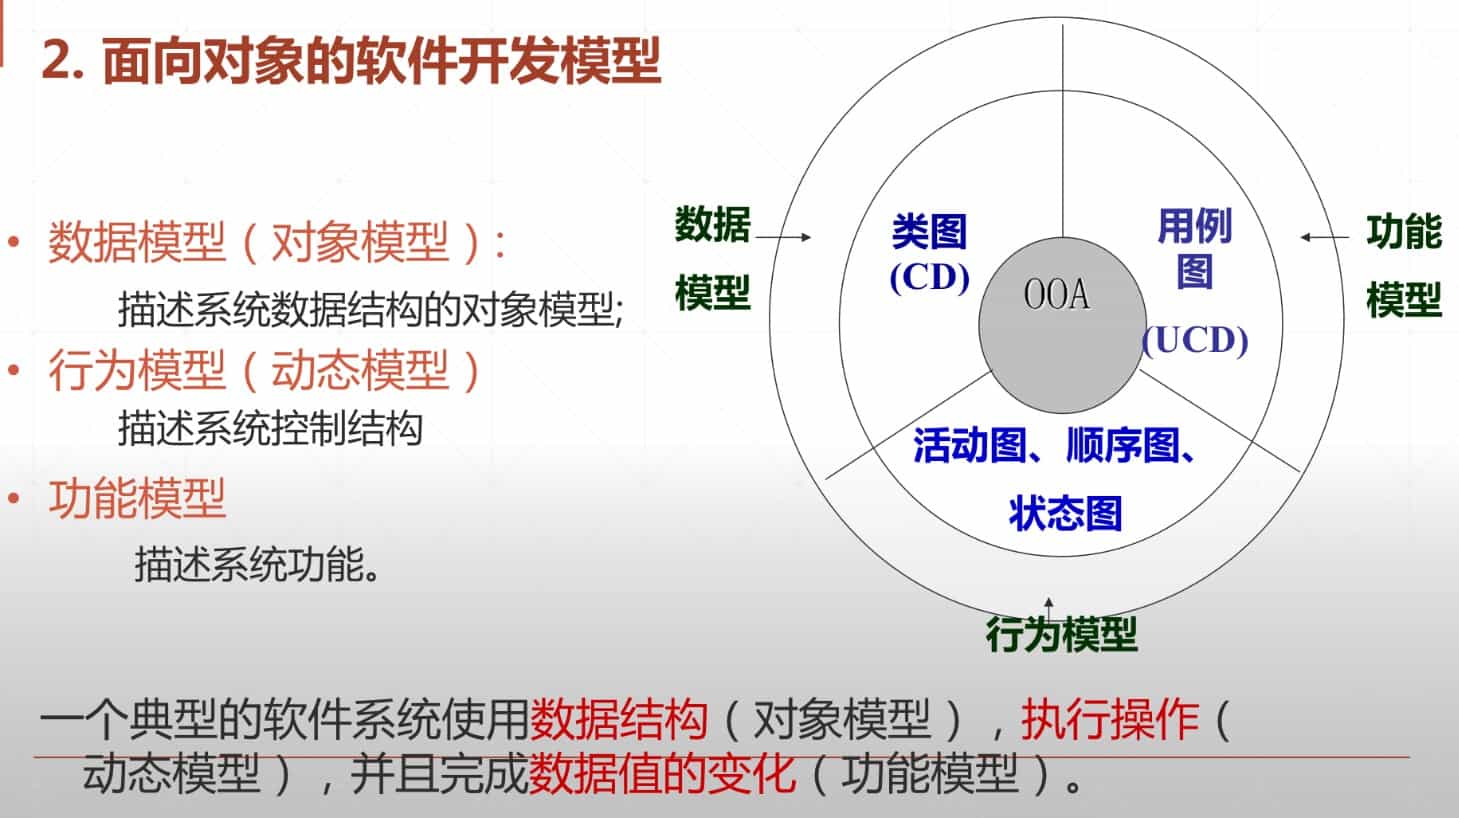 2. 面向对象的软件开发模型
• 数据模型（对象模型）:
描述系统数据结构的对象模型;
• 行为模型（动态模型）
描述系统控制结构
• 功能模型
描述系统功能。
数据
模型
类图
(CD)
OOA
用例
图
(UCD)
功能
模型
活动图、顺序图、
状态图
行为模型
一个典型的软件系统使用数据结构（对象模型），执行操作（
动态模型），并且完成数据值的变化（功能模型）。